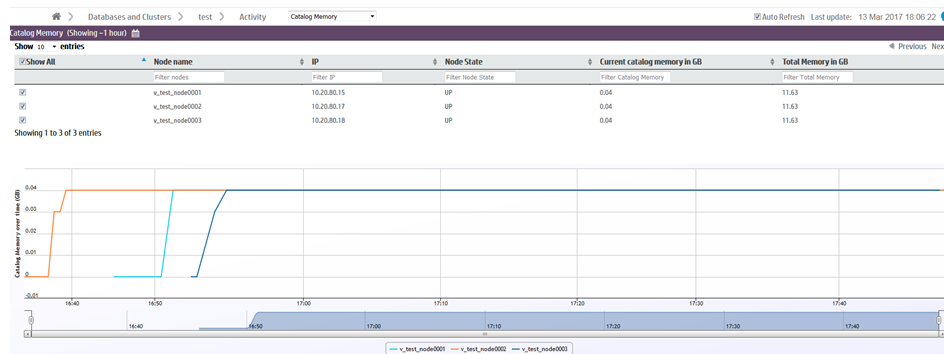 Databases and Clusters test Activity Catalog Memory Auto Refresh Last update: 13 Mar 2017 18:06:22
Catalog Memory (Showing ~1 hour)
Show 10 entries Previous Nex
Show All Node name IP Node State Current catalog memory in GB Total Memory in GB
Filter nodes Filter IP Filter Node State Filter Catalog Memory Filter Total Memory
v_test_node0001 10.20.80.15 UP 0.04 11.63
v_test_node0002 10.20.80.17 UP 0.04 11.63
v_test_node0003 10.20.80.18 UP 0.04 11.63
Showing 1 to 3 of 3 entries
Catalog Memory over time (GB)
0.04
0.03
0.02
0.01
0
-0.01
16:40 16:50 17:00 17:10 17:20 17:30 17:40
16:40 16:50 17:00 17:10 17:20 17:30 17:40
v_test_node0001 v_test_node0002 v_test_node0003